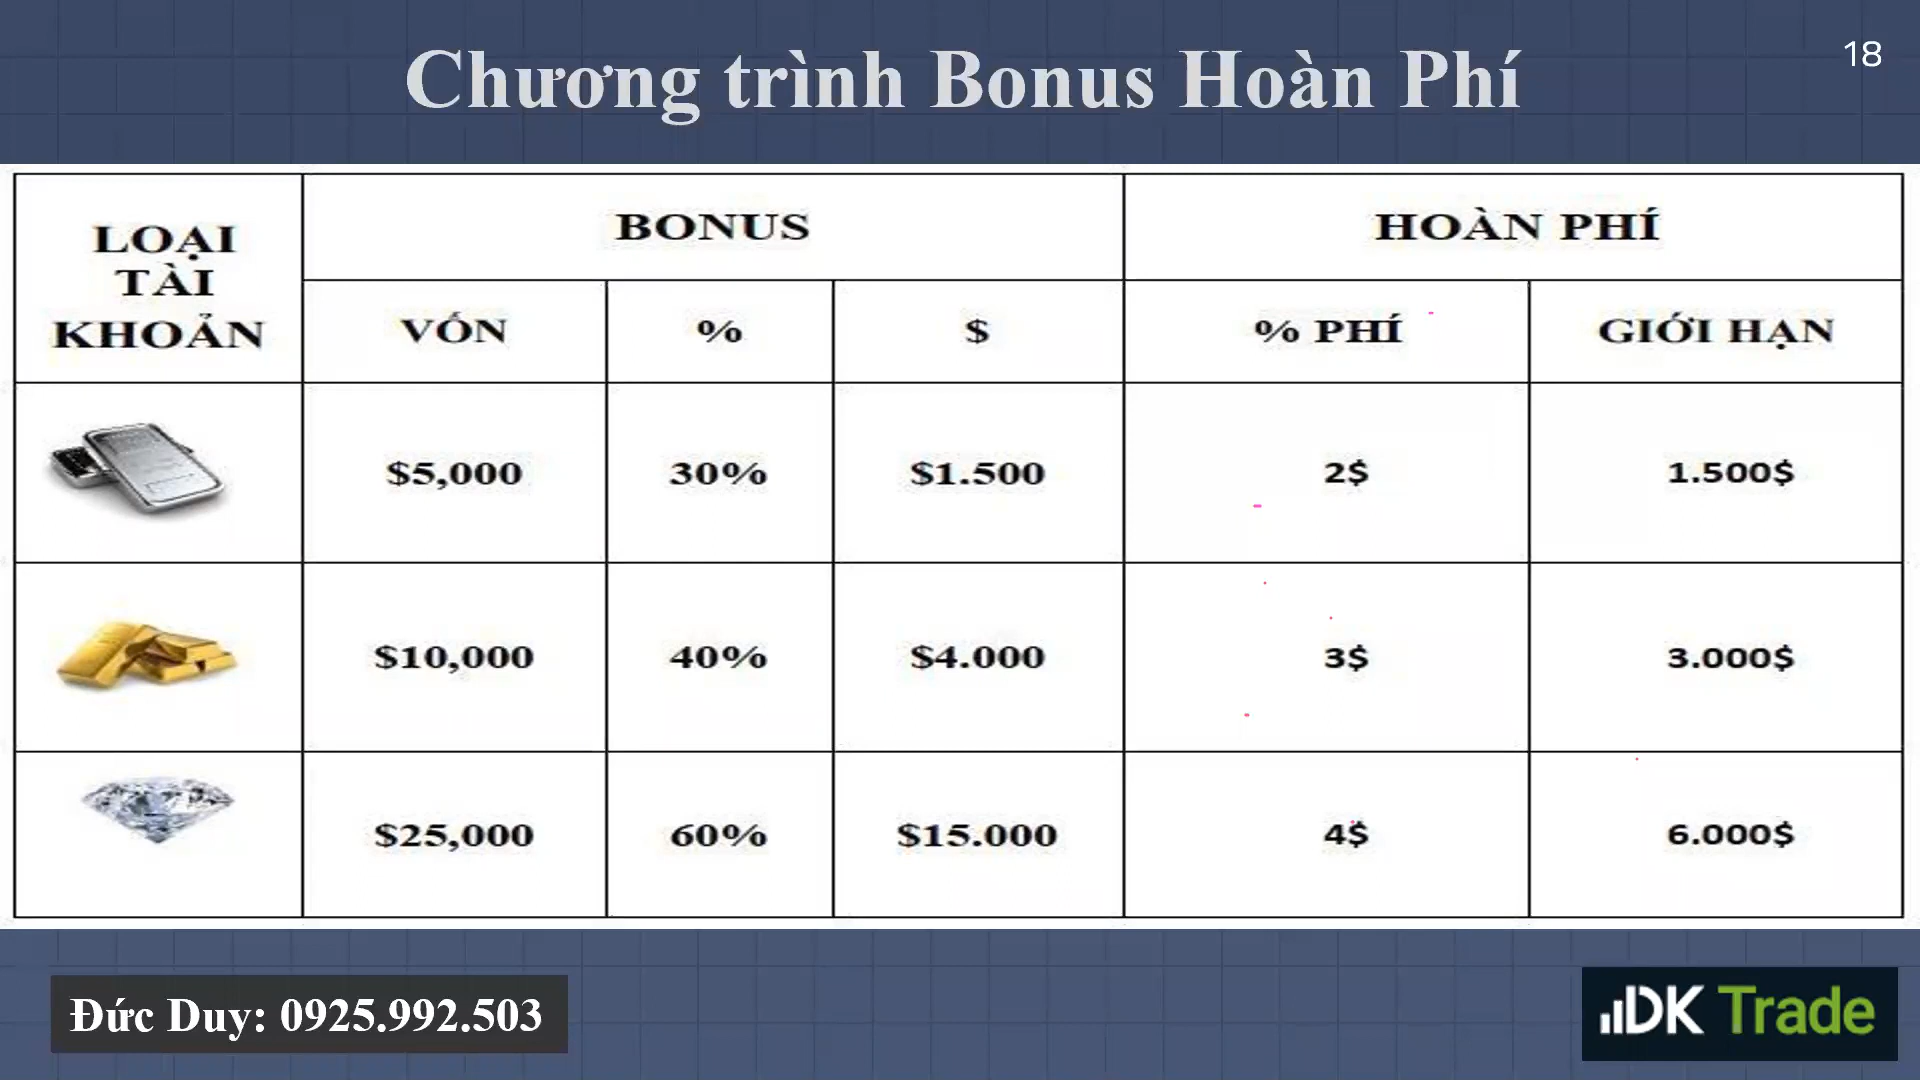 Chương trình Bonus Hoàn Phí
18
LOẠI
TÀI
KHOẢN
BONUS
HOÀN PHÍ
VỐN
%
$
% PHÍ
GIỚI HẠN
$5,000
30%
$1.500
2$
1.500$
$10,000
40%
$4.000
3$
3.000$
$25,000
60%
$15.000
4$
6.000$
Đức Duy: 0925.992.503
DK Trade